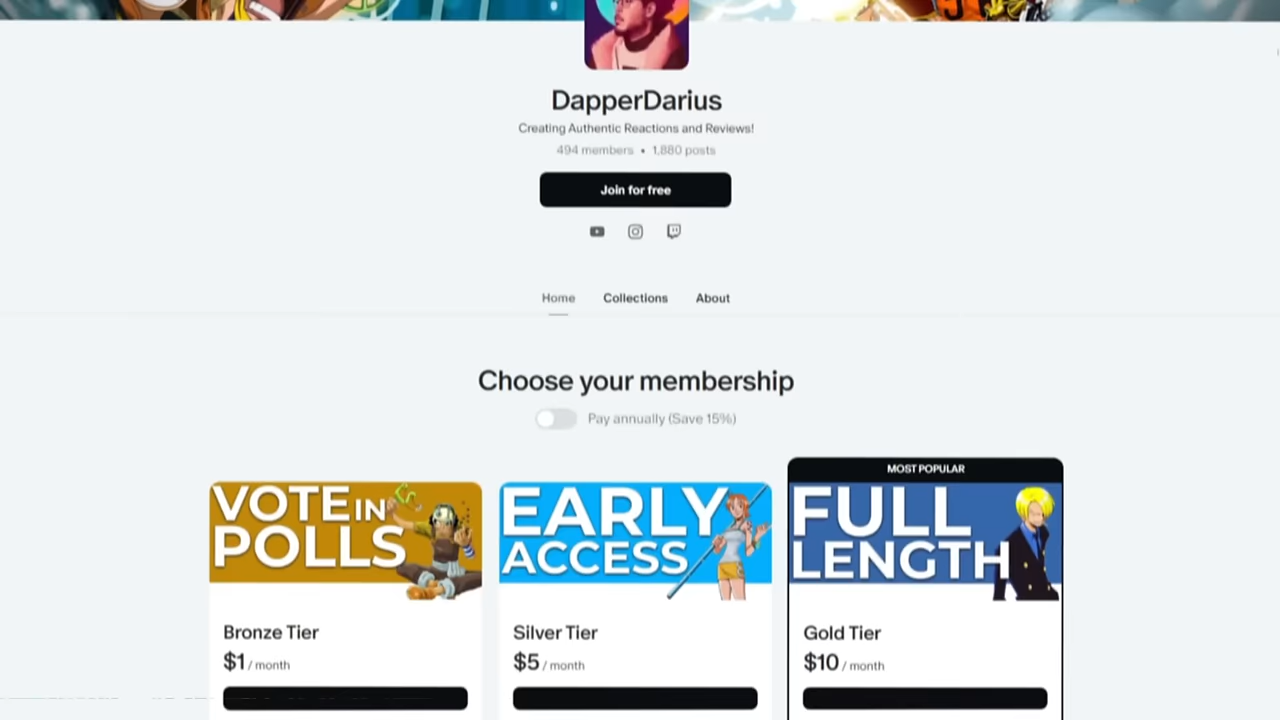 DapperDarius
Creating Authentic Reactions and Reviews!
494 members • 1,880 posts
Join for free
Home Collections About
Choose your membership
Pay annually (Save 15%)
MOST POPULAR
VOTE IN
POLLS
EARLY
ACCESS
FULL
LENGTH
Bronze Tier
$1 / month
Silver Tier
$5 / month
Gold Tier
$10 / month